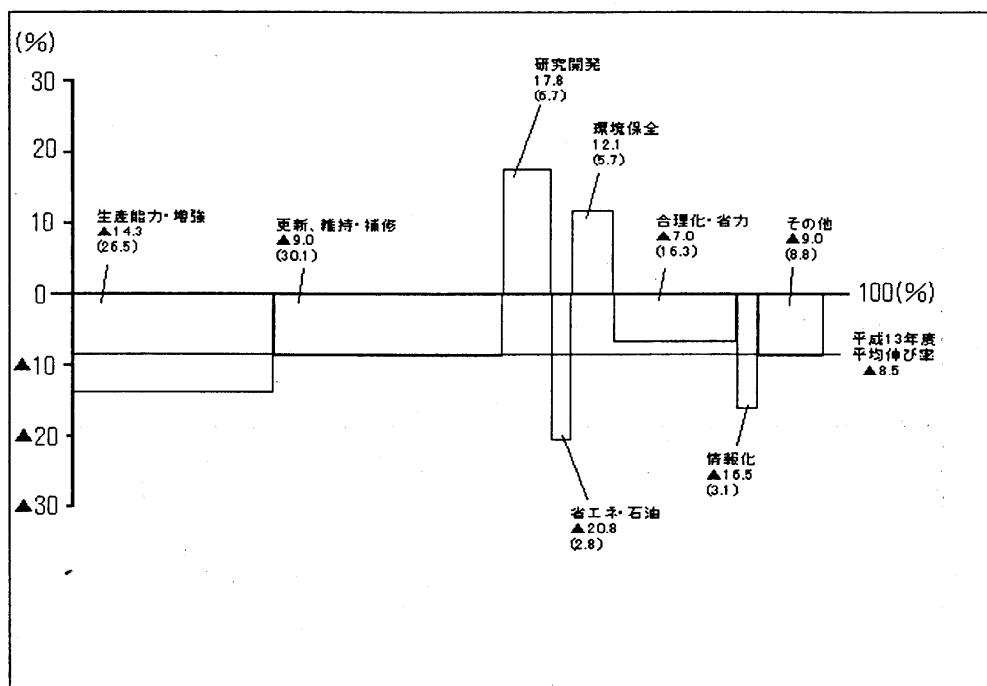 (%)
30
20
10
0
▲10
▲20
▲30
生産能力・増強
▲14.3
(26.5)
更新、維持・補修
▲9.0
(30.1)
研究開発
17.8
(6.7)
環境保全
12.1
(5.7)
合理化・省力
▲7.0
(16.3)
その他
▲9.0
(8.8)
100(%)
平成13年度
平均伸び率
▲8.5
省エネ・石油
▲20.8
(2.8)
情報化
▲16.5
(3.1)